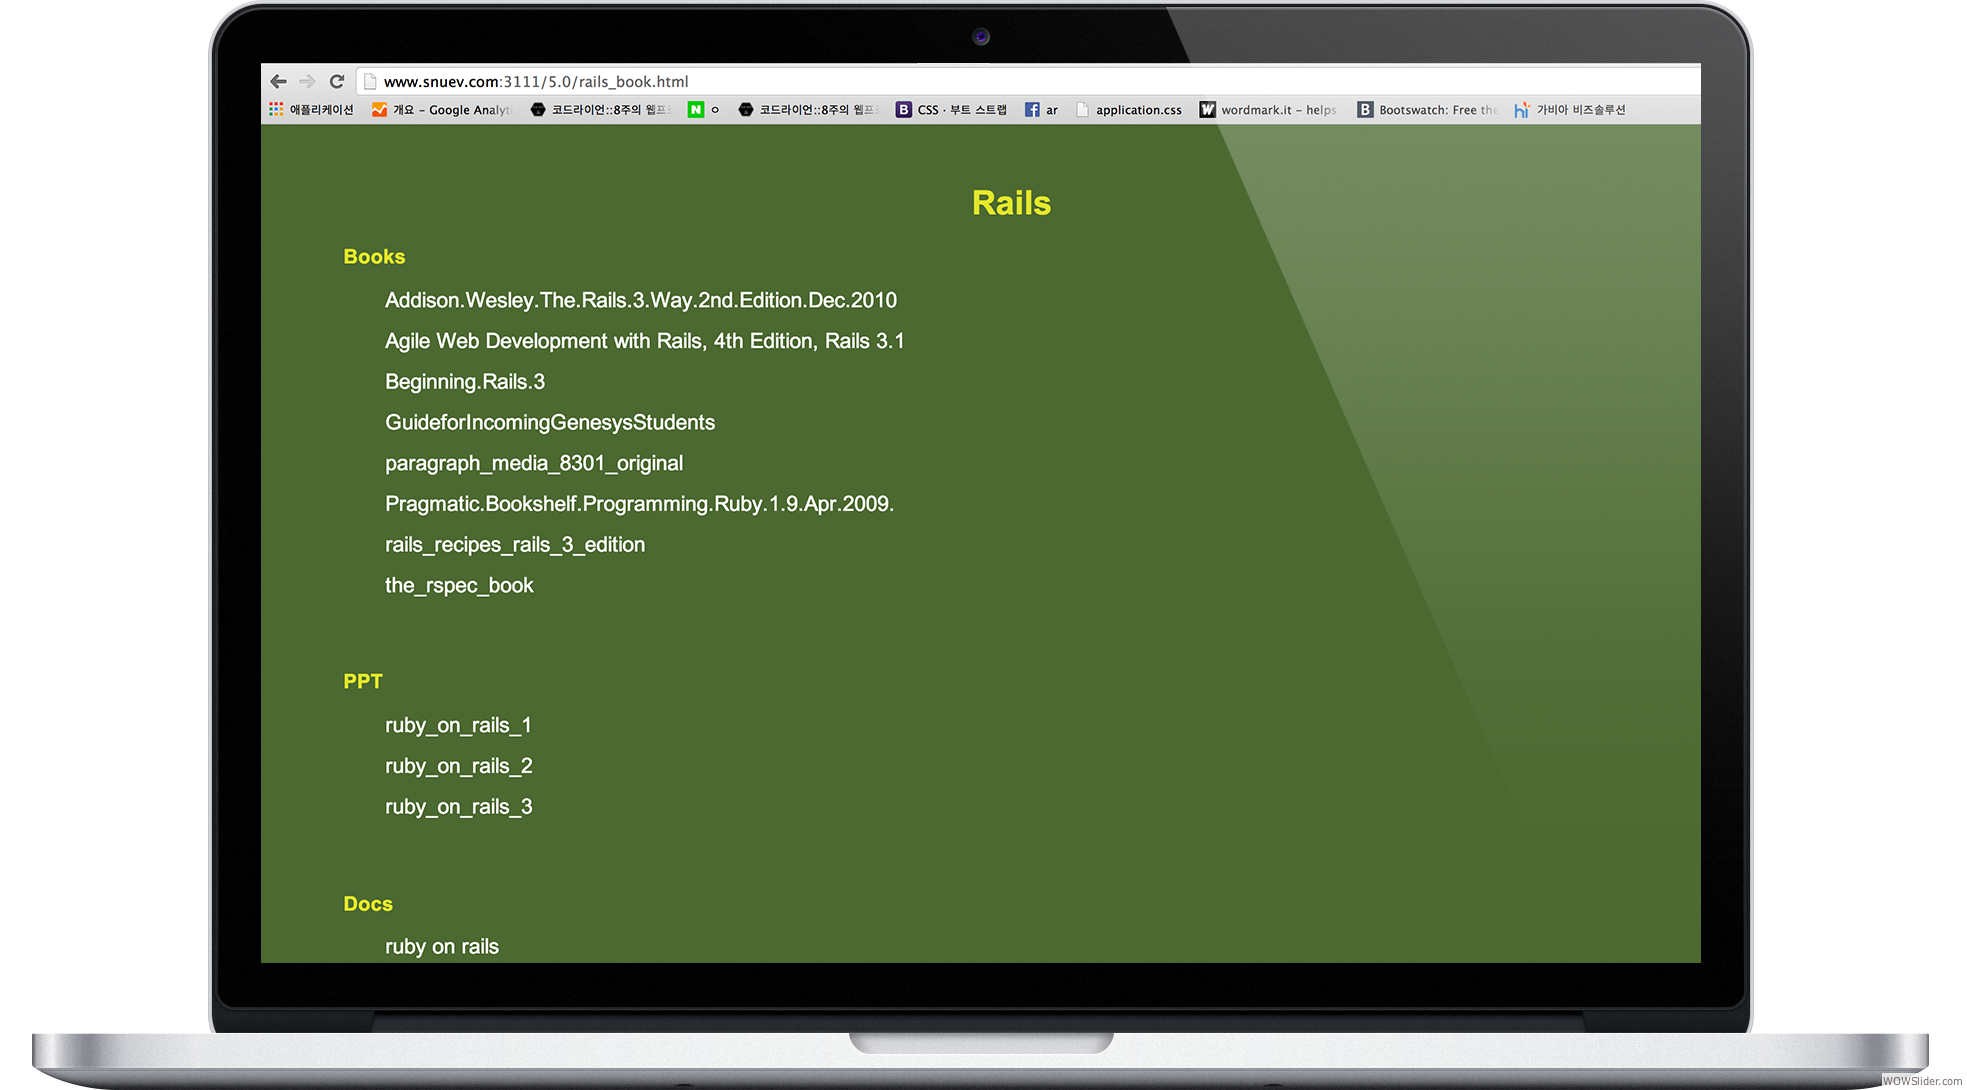 www.snuev.com:3111/5.0/rails_book.html
애플리케이션 개요 – Google Analyt 코드라이언::8주의 웹프 N ㅇ 코드라이언::8주의 웹프 B CSS · 부트 스트랩 f ar application.css W wordmark.it – helps B Bootswatch: Free the hi 가비아 비즈솔루션
Rails
Books
Addison.Wesley.The.Rails.3.Way.2nd.Edition.Dec.2010
Agile Web Development with Rails, 4th Edition, Rails 3.1
Beginning.Rails.3
GuideforIncomingGenesysStudents
paragraph_media_8301_original
Pragmatic.Bookshelf.Programming.Ruby.1.9.Apr.2009.
rails_recipes_rails_3_edition
the_rspec_book
PPT
ruby_on_rails_1
ruby_on_rails_2
ruby_on_rails_3
Docs
ruby on rails
WOWSlider.com